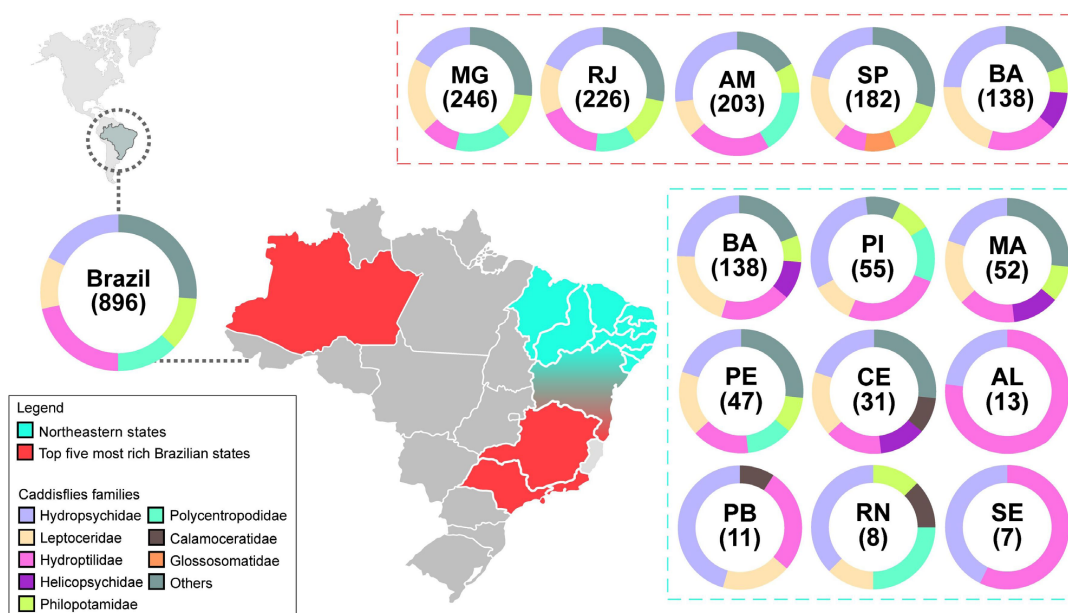 MG
(246)
RJ
(226)
AM
(203)
SP
(182)
BA
(138)
Brazil
(896)
BA
(138)
PI
(55)
MA
(52)
PE
(47)
CE
(31)
AL
(13)
PB
(11)
RN
(8)
SE
(7)
Legend
Northeastern states
Top five most rich Brazilian states
Caddisflies families
Hydropsychidae
Leptoceridae
Hydroptilidae
Helicopsychidae
Philopotamidae
Polycentropodidae
Calamoceratidae
Glossosomatidae
Others